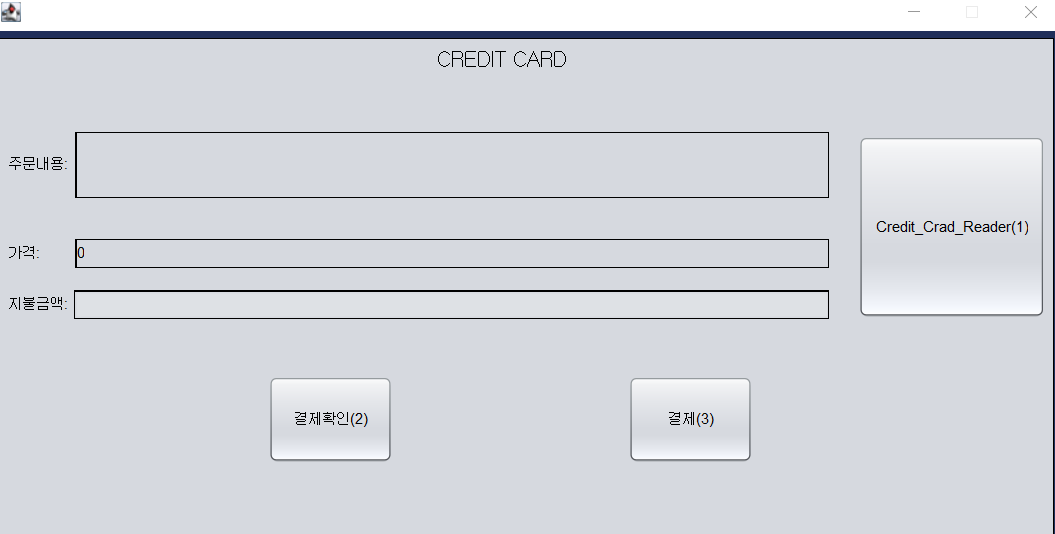 CREDIT CARD
주문내용:
Credit_Crad_Reader(1)
가격: 0
지불금액:
결제확인(2)
결제(3)